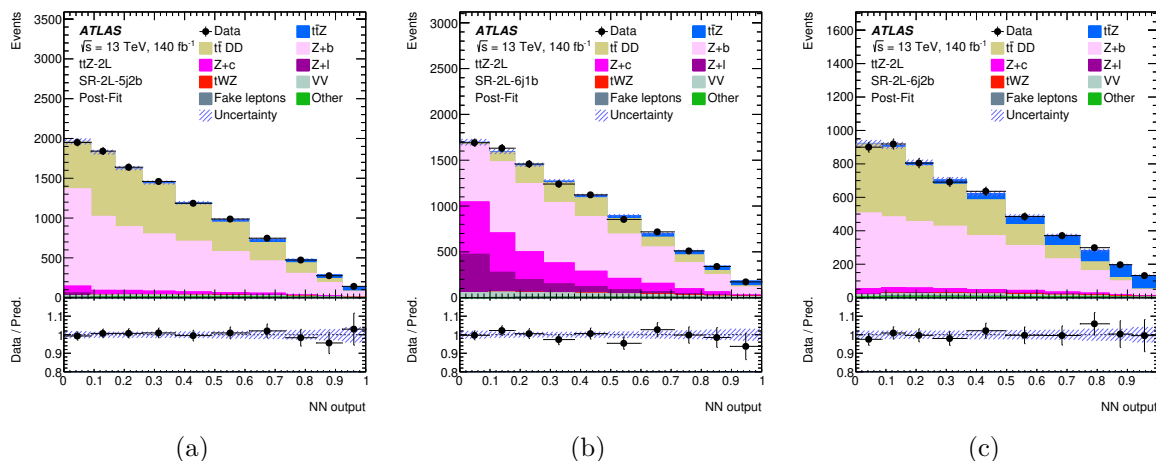 Events
3500
3000
2500
2000
1500
1000
500
0
ATLAS
√s = 13 TeV, 140 fb⁻¹
ttZ-2L
SR-2L-5j2b
Post-Fit
Data
tt̄Z
tt̄ DD
Z+b
Z+c
Z+l
tWZ
VV
Fake leptons
Other
Uncertainty
Data / Pred.
1.1
1
0.9
0.8
0 0.1 0.2 0.3 0.4 0.5 0.6 0.7 0.8 0.9 1
NN output
(a)
Events
3000
2500
2000
1500
1000
500
0
ATLAS
√s = 13 TeV, 140 fb⁻¹
ttZ-2L
SR-2L-6j1b
Post-Fit
Data
tt̄Z
tt̄ DD
Z+b
Z+c
Z+l
tWZ
VV
Fake leptons
Other
Uncertainty
Data / Pred.
1.1
1
0.9
0.8
0 0.1 0.2 0.3 0.4 0.5 0.6 0.7 0.8 0.9 1
NN output
(b)
Events
1600
1400
1200
1000
800
600
400
200
0
ATLAS
√s = 13 TeV, 140 fb⁻¹
ttZ-2L
SR-2L-6j2b
Post-Fit
Data
tt̄Z
tt̄ DD
Z+b
Z+c
Z+l
tWZ
VV
Fake leptons
Other
Uncertainty
Data / Pred.
1.1
1
0.9
0.8
0 0.1 0.2 0.3 0.4 0.5 0.6 0.7 0.8 0.9
NN output
(c)